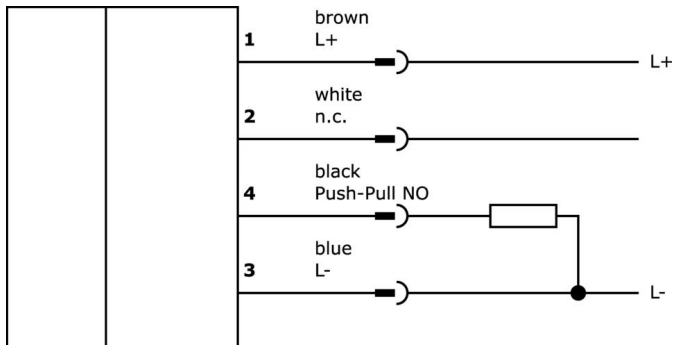 brown
1 L+ L+
white
2 n.c.
black
4 Push-Pull NO
blue
3 L- L-